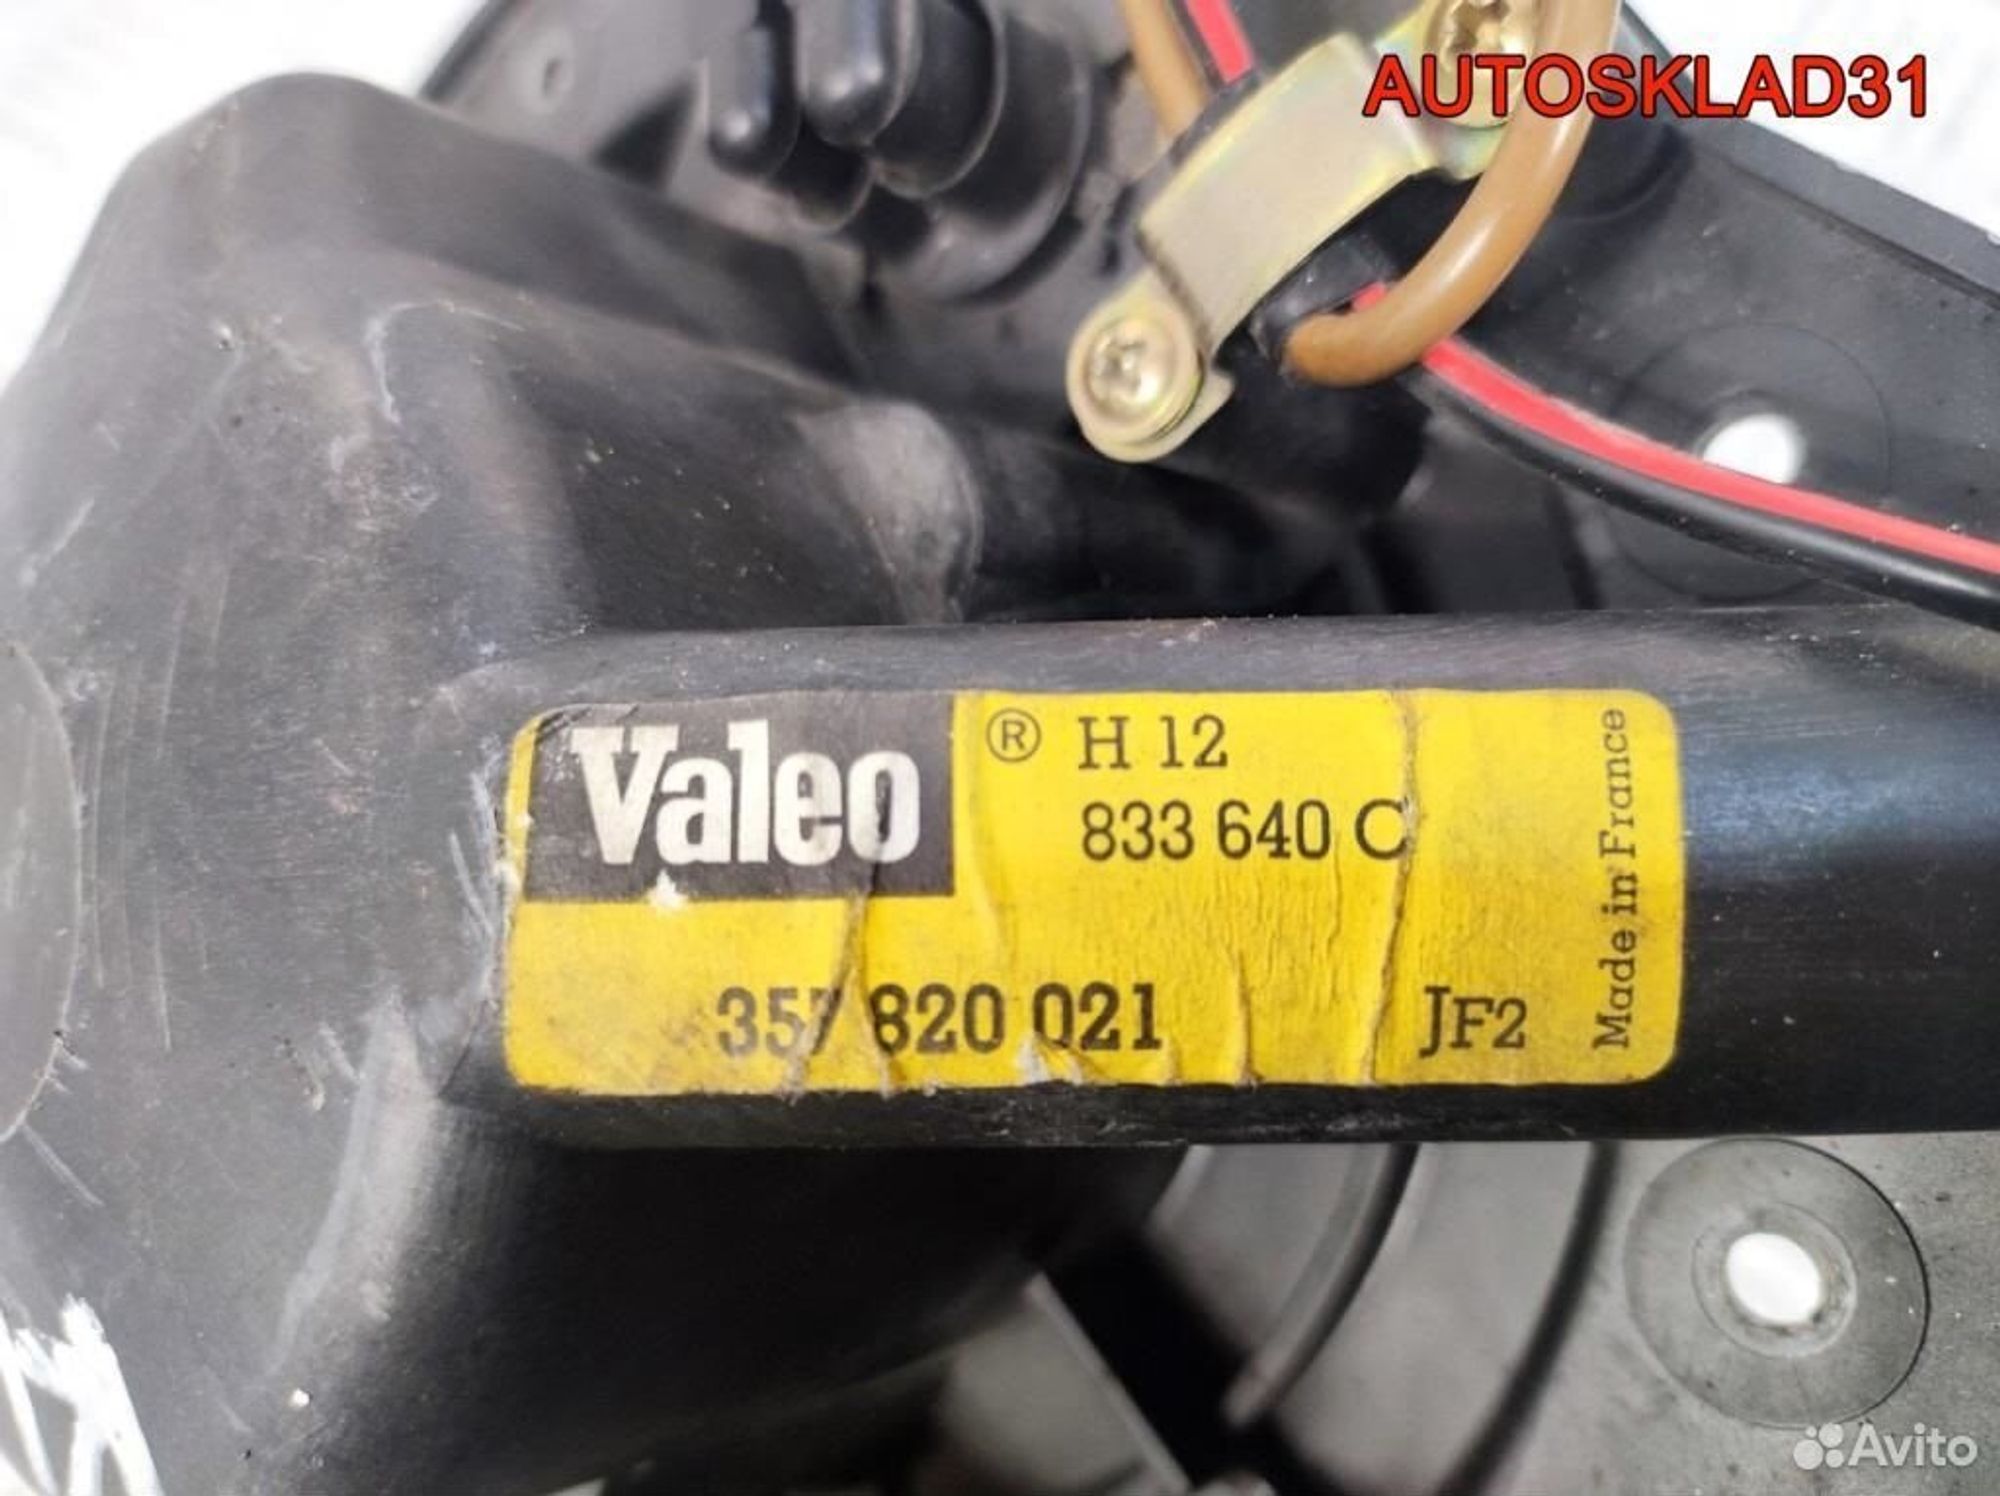 AUTOSKLAD31
Valeo ® H 12
833 640 C
357 820 021 JF2
Made in France
Avito